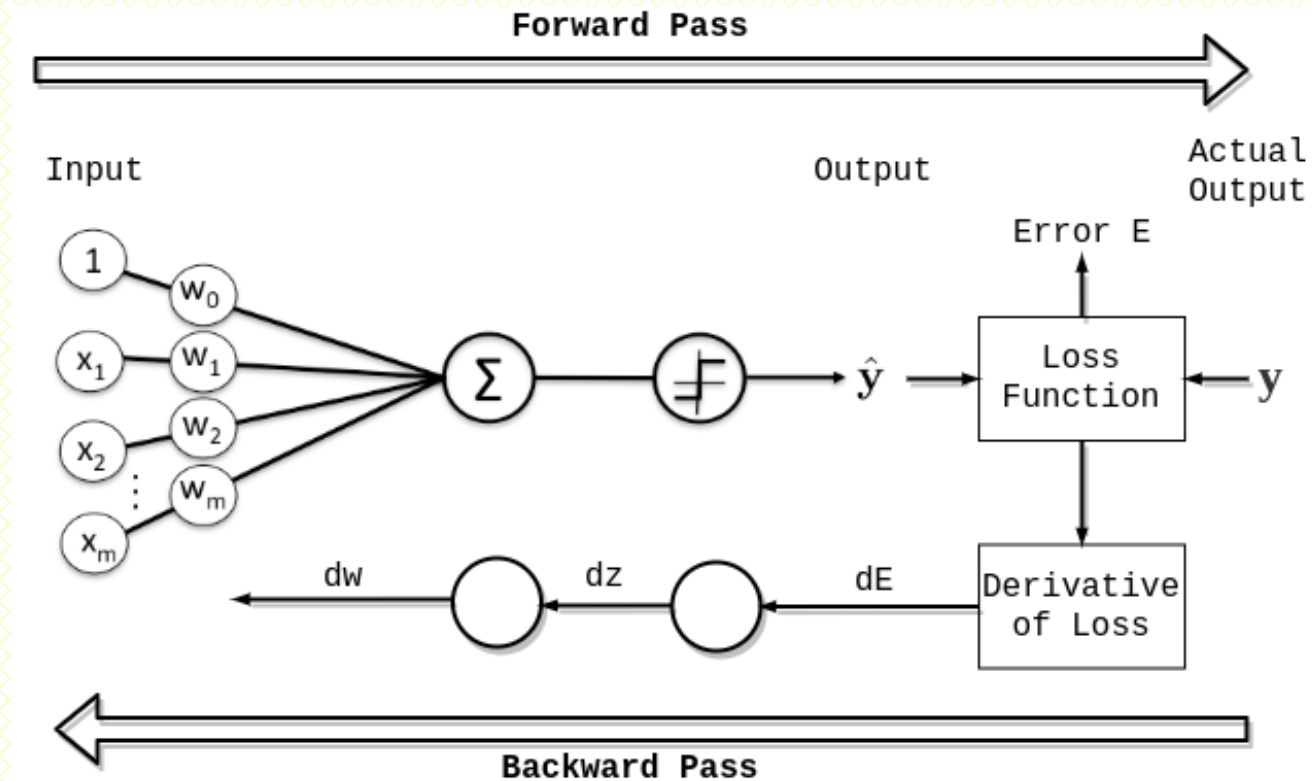 Forward Pass
Input
Output
Actual
Output
Error E
1
w₀
x₁
w₁
x₂
w₂
⋮
xₘ
wₘ
Σ
ŷ
Loss
Function
y
dw
dz
dE
Derivative
of Loss
Backward Pass